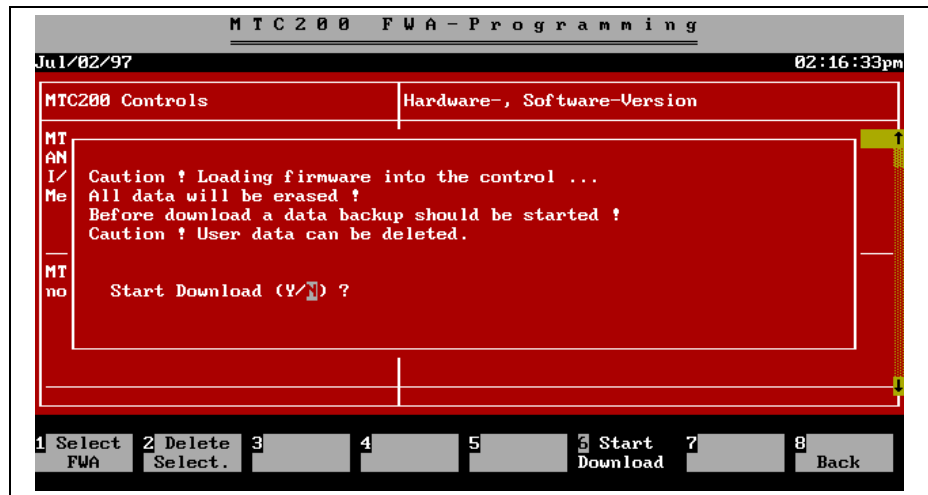 MTC200 FWA-Programming
Jul/02/97 02:16:33pm
MTC200 Controls Hardware-, Software-Version
MT
AN
I/
Me
Caution ! Loading firmware into the control ...
All data will be erased !
Before download a data backup should be started !
Caution ! User data can be deleted.
MT
no
Start Download (Y/N) ?
1 Select FWA
2 Delete Select.
3
4
5
6 Start Download
7
8 Back